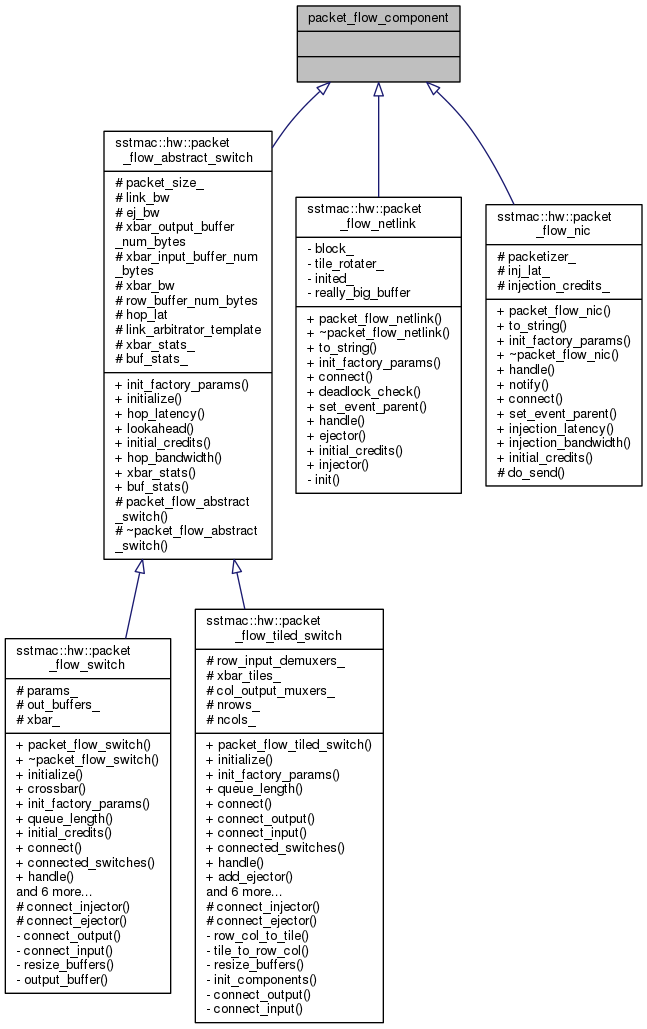 packet_flow_component
sstmac::hw::packet
_flow_abstract_switch
# packet_size_
# link_bw
# ej_bw
# xbar_output_buffer
_num_bytes
# xbar_input_buffer_num
_bytes
# xbar_bw
# row_buffer_num_bytes
# hop_lat
# link_arbitrator_template
# xbar_stats_
# buf_stats_
+ init_factory_params()
+ initialize()
+ hop_latency()
+ lookahead()
+ initial_credits()
+ hop_bandwidth()
+ xbar_stats()
+ buf_stats()
# packet_flow_abstract
_switch()
# ~packet_flow_abstract
_switch()
sstmac::hw::packet
_flow_netlink
- block_
- tile_rotater_
- inited_
- really_big_buffer
+ packet_flow_netlink()
+ ~packet_flow_netlink()
+ to_string()
+ init_factory_params()
+ connect()
+ deadlock_check()
+ set_event_parent()
+ handle()
+ ejector()
+ initial_credits()
+ injector()
- init()
sstmac::hw::packet
_flow_nic
# packetizer_
# inj_lat_
# injection_credits_
+ packet_flow_nic()
+ to_string()
+ init_factory_params()
+ ~packet_flow_nic()
+ handle()
+ notify()
+ connect()
+ set_event_parent()
+ injection_latency()
+ injection_bandwidth()
+ initial_credits()
# do_send()
sstmac::hw::packet
_flow_switch
# params_
# out_buffers_
# xbar_
+ packet_flow_switch()
+ ~packet_flow_switch()
+ initialize()
+ crossbar()
+ init_factory_params()
+ queue_length()
+ initial_credits()
+ connect()
+ connected_switches()
+ handle()
and 6 more...
# connect_injector()
# connect_ejector()
- connect_output()
- connect_input()
- resize_buffers()
- output_buffer()
sstmac::hw::packet
_flow_tiled_switch
# row_input_demuxers_
# xbar_tiles_
# col_output_muxers_
# nrows_
# ncols_
+ packet_flow_tiled_switch()
+ initialize()
+ init_factory_params()
+ queue_length()
+ connect()
+ connect_output()
+ connect_input()
+ connected_switches()
+ handle()
+ add_ejector()
and 6 more...
# connect_injector()
# connect_ejector()
- row_col_to_tile()
- tile_to_row_col()
- resize_buffers()
- init_components()
- connect_output()
- connect_input()